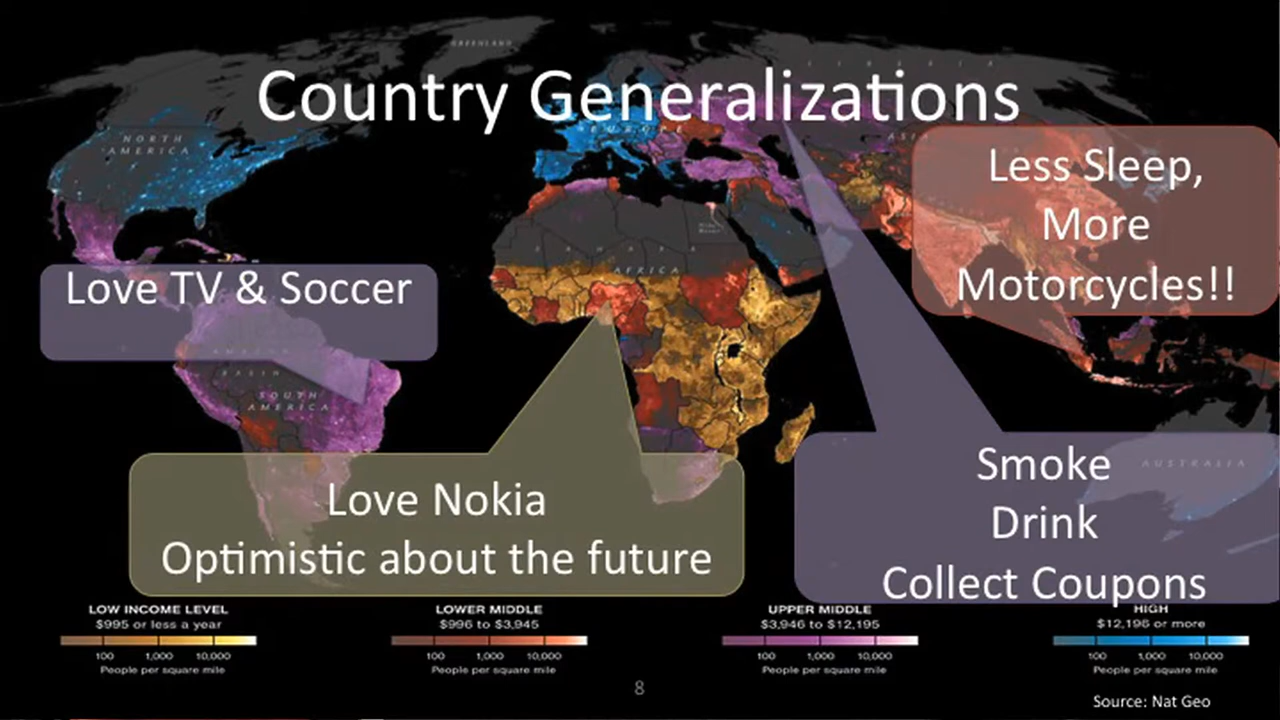 GREENLAND
Country Generalizations
NORTH
AMERICA
EUROPE
Less Sleep,
More
Motorcycles!!
Love TV & Soccer
AFRICA
BASIN
SOUTH
AMERICA
AUSTRALIA
Love Nokia
Optimistic about the future
Smoke
Drink
Collect Coupons
LOW INCOME LEVEL
$995 or less a year
100 1,000 10,000
People per square mile
LOWER MIDDLE
$996 to $3,945
100 1,000 10,000
People per square mile
UPPER MIDDLE
$3,946 to $12,195
100 1,000 10,000
People per square mile
HIGH
$12,196 or more
100 1,000 10,000
People per square mile
8
Source: Nat Geo